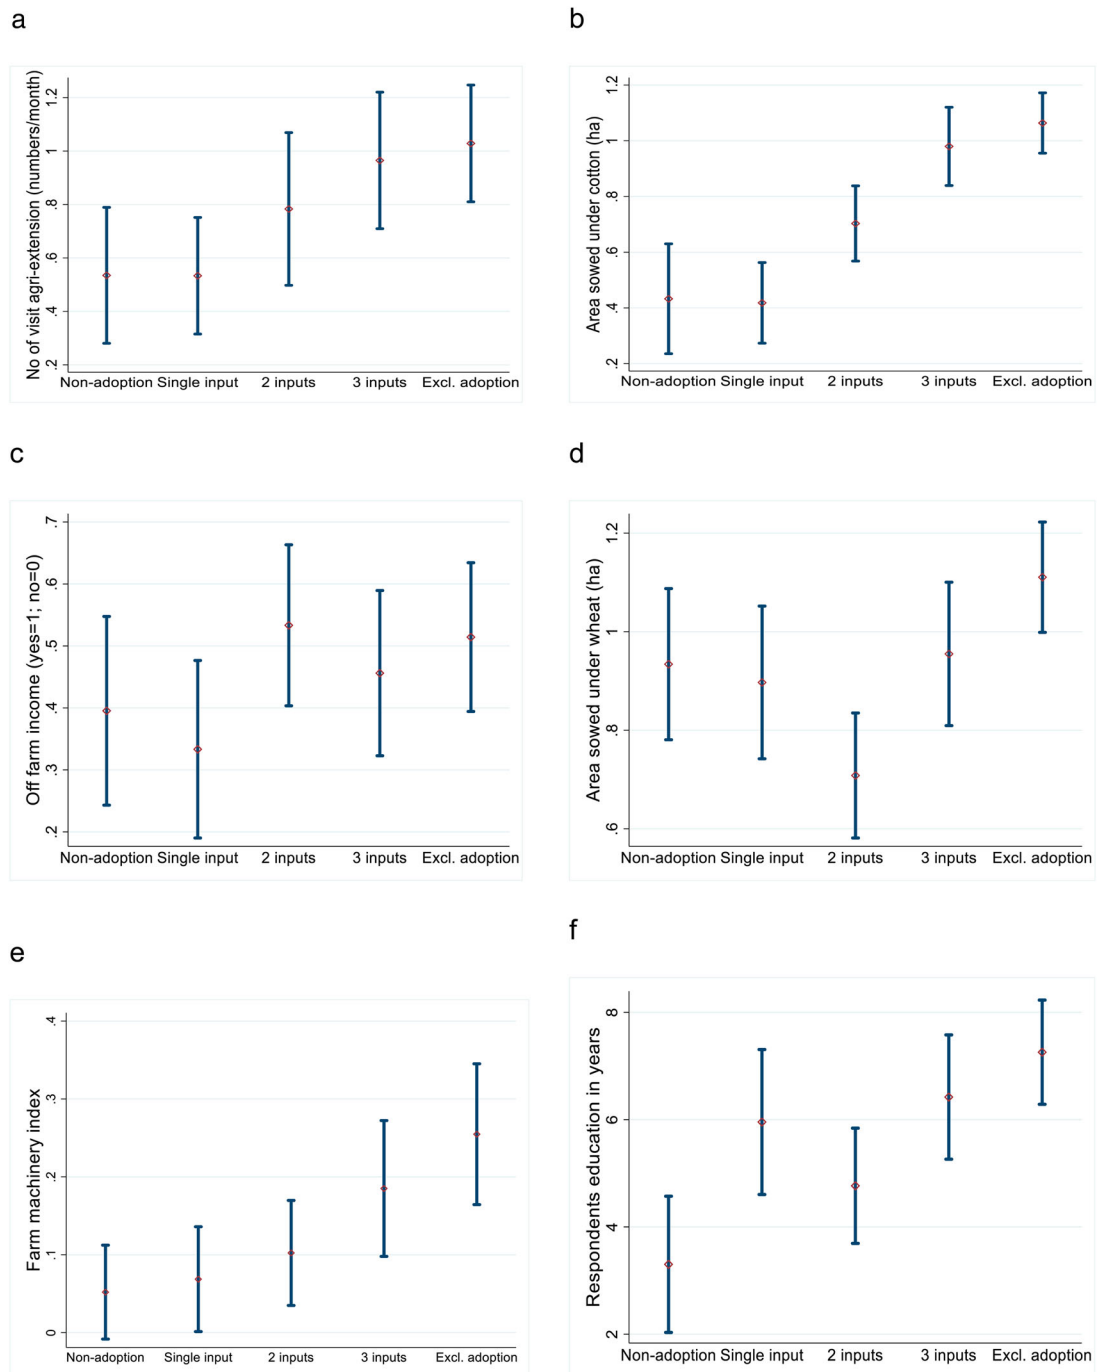 a
No of visit agri-extension (numbers/month)
1.2
1
.8
.6
.4
.2
Non-adoption Single input 2 inputs 3 inputs Excl. adoption
b
Area sowed under cotton (ha)
1.2
1
.8
.6
.4
.2
Non-adoption Single input 2 inputs 3 inputs Excl. adoption
c
Off farm income (yes=1; no=0)
.7
.6
.5
.4
.3
.2
Non-adoption Single input 2 inputs 3 inputs Excl. adoption
d
Area sowed under wheat (ha)
1.2
1
.8
.6
Non-adoption Single input 2 inputs 3 inputs Excl. adoption
e
Farm machinery index
.4
.3
.2
.1
0
Non-adoption Single input 2 inputs 3 inputs Excl. adoption
f
Respondents education in years
8
6
4
2
Non-adoption Single input 2 inputs 3 inputs Excl. adoption